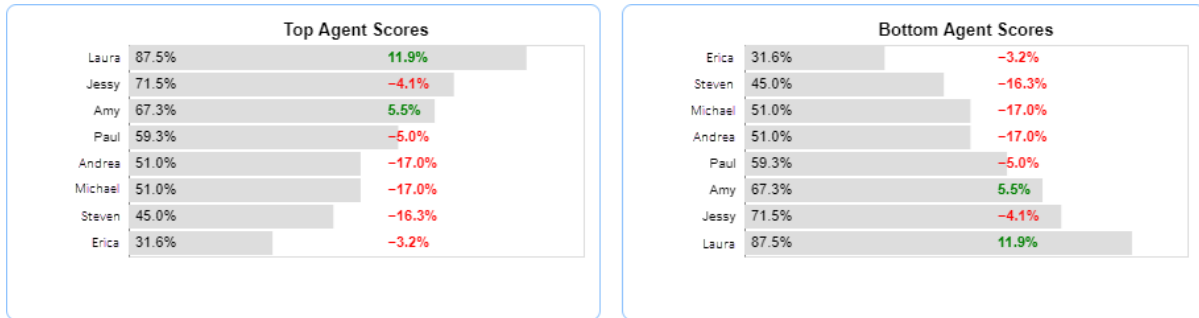 Top Agent Scores
Laura 87.5% 11.9%
Jessy 71.5% −4.1%
Amy 67.3% 5.5%
Paul 59.3% −5.0%
Andrea 51.0% −17.0%
Michael 51.0% −17.0%
Steven 45.0% −16.3%
Erica 31.6% −3.2%
Bottom Agent Scores
Erica 31.6% −3.2%
Steven 45.0% −16.3%
Michael 51.0% −17.0%
Andrea 51.0% −17.0%
Paul 59.3% −5.0%
Amy 67.3% 5.5%
Jessy 71.5% −4.1%
Laura 87.5% 11.9%